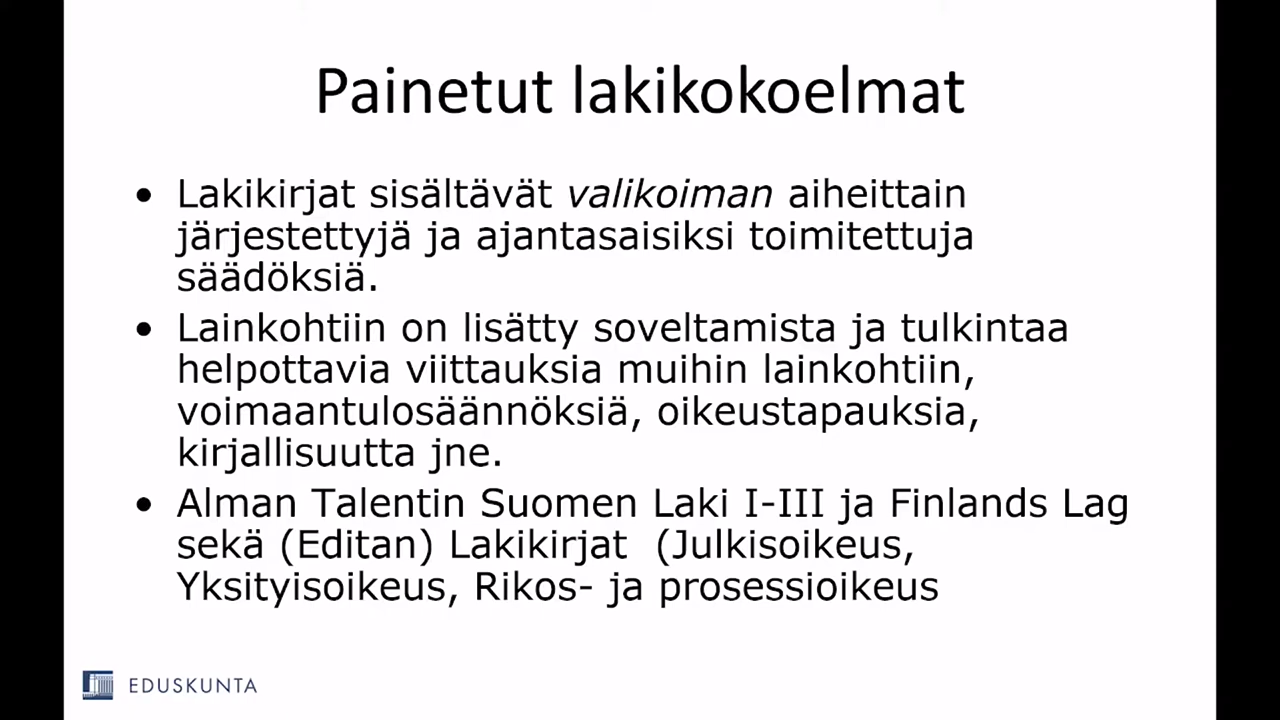 Painetut lakikokoelmat
• Lakikirjat sisältävät valikoiman aiheittain
järjestettyjä ja ajantasaisiksi toimitettuja
säädöksiä.
• Lainkohtiin on lisätty soveltamista ja tulkintaa
helpottavia viittauksia muihin lainkohtiin,
voimaantulosäännöksiä, oikeustapauksia,
kirjallisuutta jne.
• Alman Talentin Suomen Laki I-III ja Finlands Lag
sekä (Editan) Lakikirjat  (Julkisoikeus,
Yksityisoikeus, Rikos- ja prosessioikeus
EDUSKUNTA